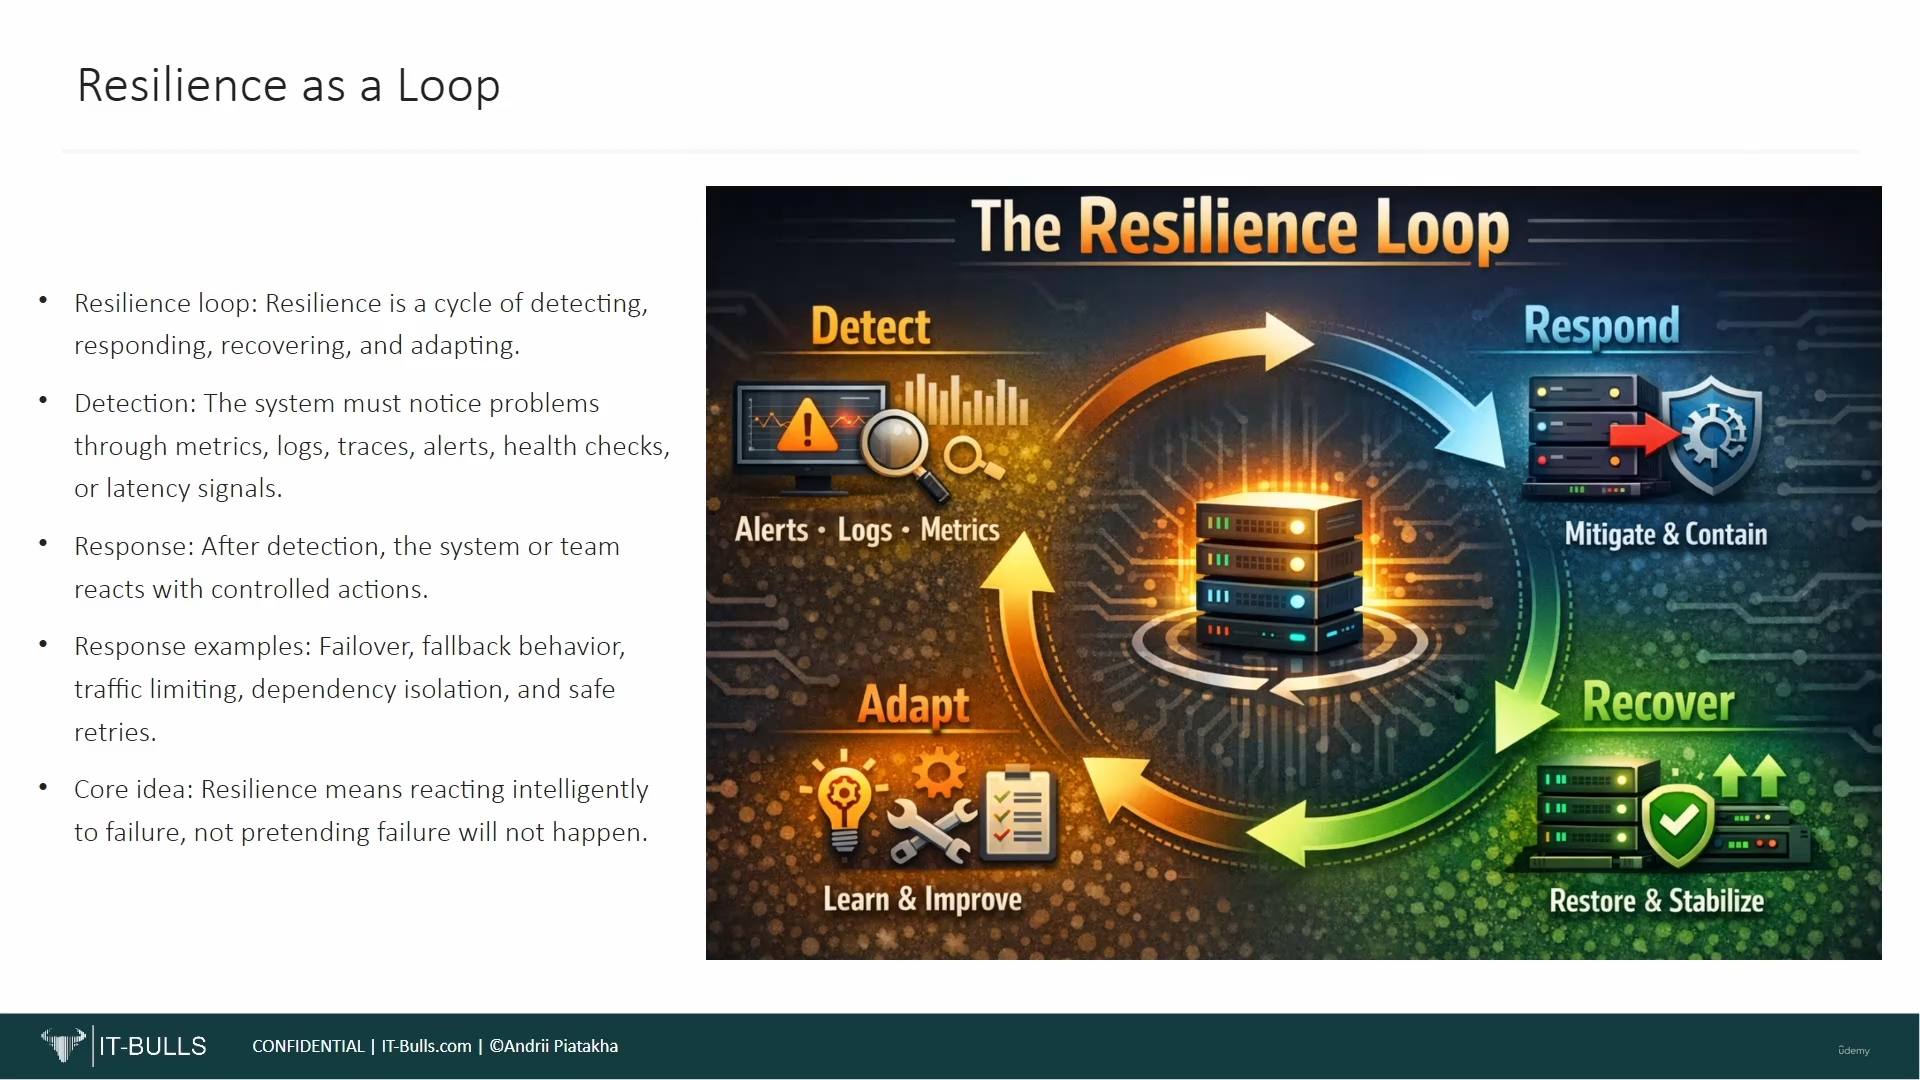 Resilience as a Loop
• Resilience loop: Resilience is a cycle of detecting,
responding, recovering, and adapting.
• Detection: The system must notice problems
through metrics, logs, traces, alerts, health checks,
or latency signals.
• Response: After detection, the system or team
reacts with controlled actions.
• Response examples: Failover, fallback behavior,
traffic limiting, dependency isolation, and safe
retries.
• Core idea: Resilience means reacting intelligently
to failure, not pretending failure will not happen.
The Resilience Loop
Detect
Alerts • Logs • Metrics
Respond
Mitigate & Contain
Adapt
Learn & Improve
Recover
Restore & Stabilize
IT-BULLS
CONFIDENTIAL | IT-Bulls.com | ©Andrii Piatakha
udemy